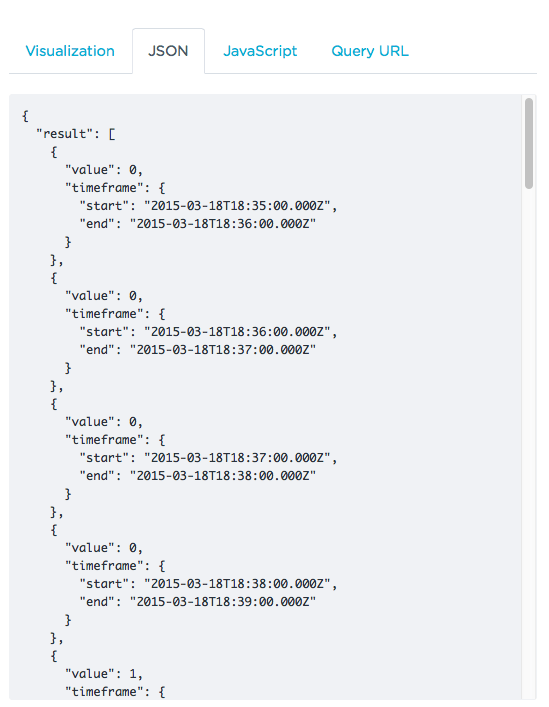 Visualization JSON JavaScript Query URL
{
  "result": [
    {
      "value": 0,
      "timeframe": {
        "start": "2015-03-18T18:35:00.000Z",
        "end": "2015-03-18T18:36:00.000Z"
      }
    },
    {
      "value": 0,
      "timeframe": {
        "start": "2015-03-18T18:36:00.000Z",
        "end": "2015-03-18T18:37:00.000Z"
      }
    },
    {
      "value": 0,
      "timeframe": {
        "start": "2015-03-18T18:37:00.000Z",
        "end": "2015-03-18T18:38:00.000Z"
      }
    },
    {
      "value": 0,
      "timeframe": {
        "start": "2015-03-18T18:38:00.000Z",
        "end": "2015-03-18T18:39:00.000Z"
      }
    },
    {
      "value": 1,
      "timeframe": {